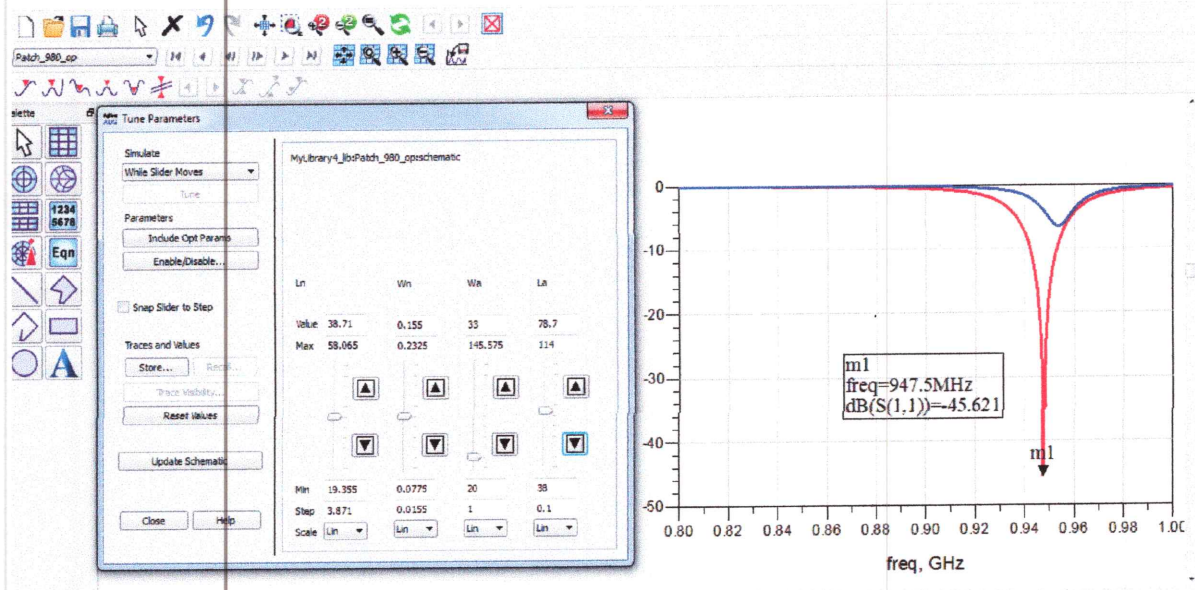 Patch_980_op
alette
1234
5678
Eqn
A
Tune Parameters
Simulate
While Slider Moves
Tune
Parameters
Include Opt Params
Enable/Disable...
Snap Slider to Step
Traces and Values
Store...
Trace Visibility...
Reset Values
Update Schematic
Close
Help
MyLibrary4_lib:Patch_980_op:schematic
Ln Wn Wa La
Value 38.71 0.155 33 78.7
Max 58.065 0.2325 145.575 114
Min 19.355 0.0775 20 38
Step 3.871 0.0155 1 0.1
Scale Lin Lin Lin Lin
0
-10
-20
-30
-40
-50
m1
freq=947.5MHz
dB(S(1,1))=-45.621
m1
0.80 0.82 0.84 0.86 0.88 0.90 0.92 0.94 0.96 0.98 1.00
freq, GHz